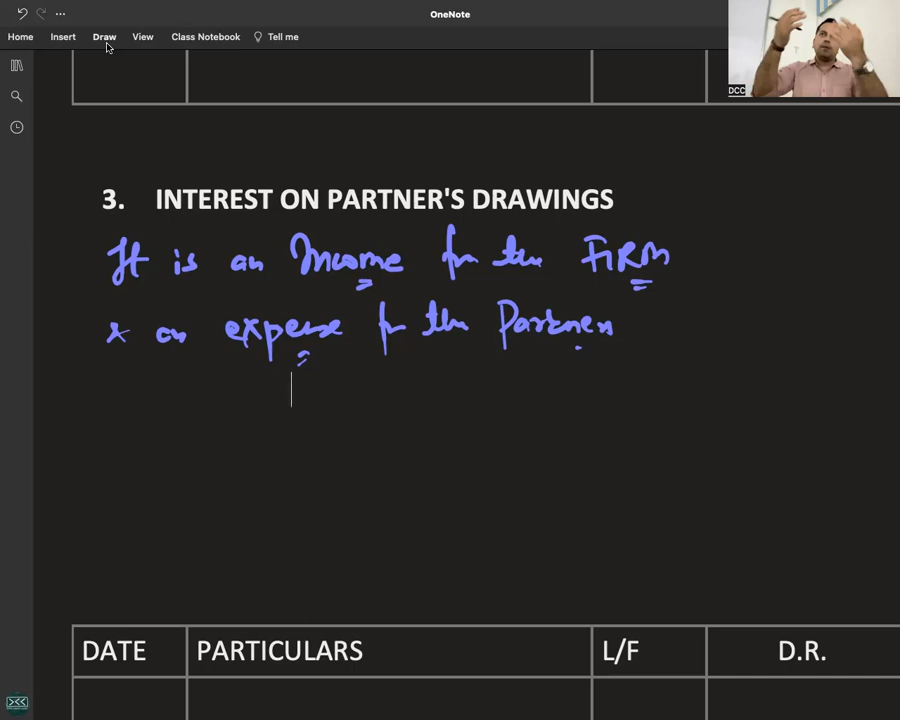 OneNote
Home Insert Draw View Class Notebook Tell me
DCC
3. INTEREST ON PARTNER'S DRAWINGS
It is an Income for the FIRM
& an expense for the Partner
DATE PARTICULARS L/F D.R.
DCC